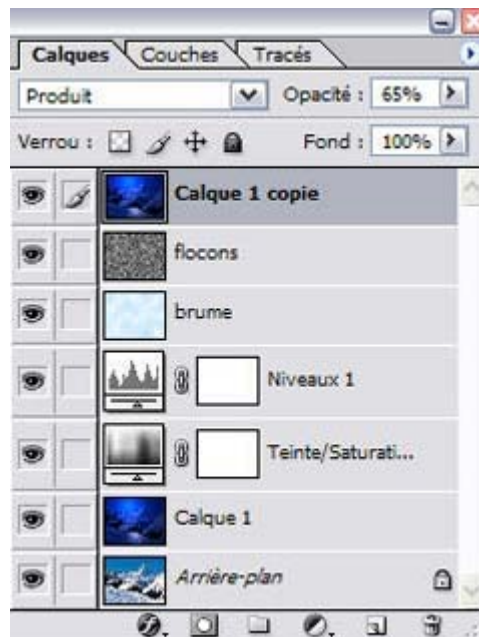 Calques Couches Tracés
Produit Opacité : 65%
Verrou : Fond : 100%
Calque 1 copie
flocons
brume
Niveaux 1
Teinte/Saturati...
Calque 1
Arrière-plan